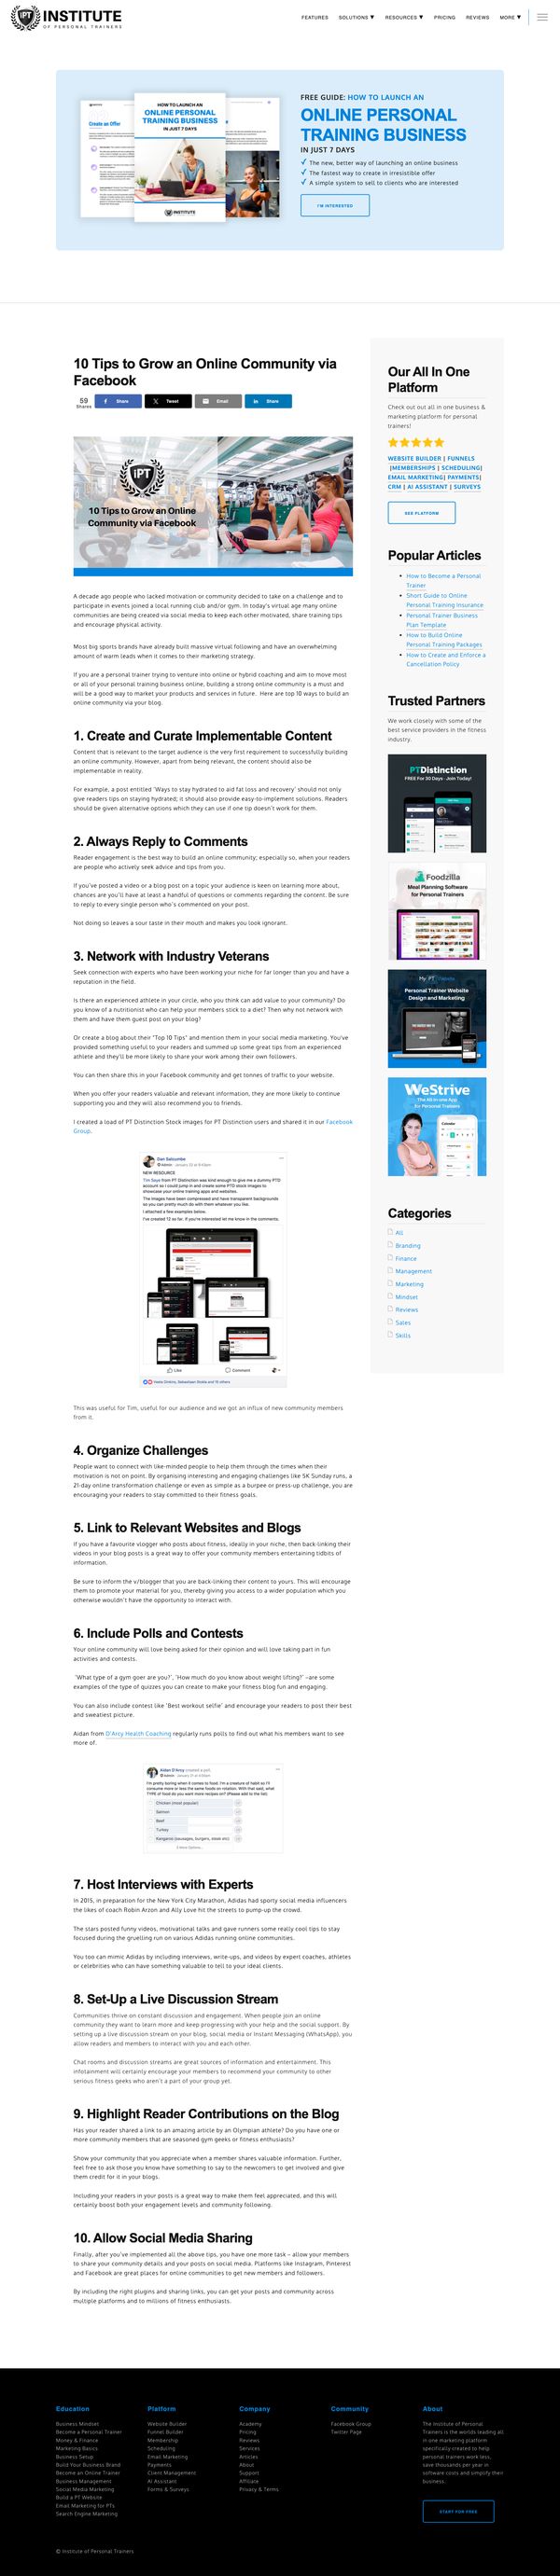 INSTITUTE
OF PERSONAL TRAINERS
FEATURES
SOLUTIONS ▼
RESOURCES ▼
PRICING
REVIEWS
MORE ▼
Create an Offer
HOW TO LAUNCH AN
ONLINE PERSONAL
TRAINING BUSINESS
IN JUST 7 DAYS
INSTITUTE
FREE GUIDE: HOW TO LAUNCH AN
ONLINE PERSONAL
TRAINING BUSINESS
IN JUST 7 DAYS
✓ The new, better way of launching an online business
✓ The fastest way to create in irresistible offer
✓ A simple system to sell to clients who are interested
I'M INTERESTED
10 Tips to Grow an Online Community via
Facebook
59
Shares
Share
Tweet
Email
Share
iPT
10 Tips to Grow an Online
Community via Facebook
A decade ago people who lacked motivation or community decided to take on a challenge and to
participate in events joined a local club and/or gym. In today's virtual age many online
communities are being created that help people stay focused and motivated, share training tips
and encourage physical activity.
Most big sports brands have already built massive virtual following and have an overwhelming
amount of warm leads when it comes to their marketing strategy.
If you are a personal trainer trying to venture into online or hybrid coaching and aim to move most
or all of your personal training business online, building a strong online community is a must and
will be a good way to market your products and services in future. Here are top 10 ways to build an
online community via your blog.
1. Create and Curate Implementable Content
Content that is relevant to the target audience is the very first requirement to successfully building
an online community. However, apart from being relevant, the content should also be
implementable in reality.
For example, a post entitled 'Ways to stay hydrated to aid fat loss and recovery' should not only
give readers tips on staying hydrated; it should also provide easy-to-implement solutions. Readers
should be given alternative options which they can use if one tip doesn't work for them.
2. Always Reply to Comments
Reader engagement is the best way to build an online community; especially so, when your readers
are people who actively seek advice and tips from you.
If you've posted a video or a blog post on a topic your audience is keen on learning more about,
chances are you'll have at least a handful of questions or comments regarding the content. Be sure
to reply to every single person who's commented on your post.
Not doing so leaves a sour taste in their mouth and makes you look ignorant.
3. Network with Industry Veterans
Seek connection with experts who have been working your niche for far longer than you and have a
reputation in the field.
Is there an experienced athlete in your circle, who you think can add value to your community? Do
you know of a nutritionist who can help your members stick to a diet? Then why not network with
them and have them guest post on your blog?
Or create a blog about their "Top 10 Tips" and mention them in your social media marketing. You've
provided something useful to your readers and summed up some great tips from an experienced
athlete and they'll be more likely to share your work among their own followers.
You can then share this in your Facebook community and get tonnes of traffic to your website.
When you offer your readers valuable and relevant information, they are more likely to continue
supporting you and they will also recommend you to friends.
I created a load of PT Distinction Stock images for PT Distinction users and shared it in our Facebook
Group.
Dan Salcumbe
NEW RESOURCE
Tim Saye from PT Distinction was kind enough to give me a dummy PTD
account so I could jump in and create some PTD stock images to
showcase your online training apps and websites.
The images have been compressed and have transparent backgrounds
so you can pretty much do with them whatever you like.
I attached a few examples below.
I've created 12 so far. If you're interested let me know in the comments.
Like
Comment
This was useful for Tim, useful for our audience and we got an influx of new community members
from it.
4. Organize Challenges
People want to connect with like-minded people to help them through the times when their
motivation is not on point. By organising interesting and engaging challenges like 5K Sunday runs, a
21-day online transformation challenge or even as simple as a burpee or press-up challenge, you are
encouraging your readers to stay committed to their fitness goals.
5. Link to Relevant Websites and Blogs
If you have a favourite vlogger who posts about fitness, ideally in your niche, then back-linking their
videos in your blog posts is a great way to offer your community members entertaining tidbits of
information.
Be sure to inform the v/blogger that you are back-linking their content to yours. This will encourage
them to promote your material for you, thereby giving you access to a wider population which you
otherwise wouldn't have the opportunity to interact with.
6. Include Polls and Contests
Your online community will love being asked for their opinion and will love taking part in fun
activities and contests.
'What type of a gym goer are you?', 'How much do you know about weight lifting?' –are some
examples of the type of quizzes you can create to make your fitness blog fun and engaging.
You can also include contest like 'Best workout selfie' and encourage your readers to post their best
and sweatiest picture.
Aidan from D'Arcy Health Coaching regularly runs polls to find out what his members want to see
more of.
Aidan D'Arcy created a poll.
I'm pretty boring when it comes to food. I'm a creature of habit so I'll
consume more or less the same foods on rotation. With that said, what
TYPE of food do you want more recipes on? (Please add to the list)
Chicken (most popular)
Salmon
Beef
Turkey
Kangaroo (sausages, burgers, steak etc)
7. Host Interviews with Experts
In 2015, in preparation for the New York City Marathon, Adidas had sporty social media influencers
the likes of coach Robin Arzon and Ally Love hit the streets to pump-up the crowd.
The stars posted funny videos, motivational talks and gave runners some really cool tips to stay
focused during the gruelling run on various Adidas running online communities.
You too can mimic Adidas by including interviews, write-ups, and videos by expert coaches, athletes
or celebrities who can have something valuable to tell to your ideal clients.
8. Set-Up a Live Discussion Stream
Communities thrive on constant discussion and engagement. When people join an online
community they want to learn more and keep progressing with your help and the social support. By
setting up a live discussion stream on your blog, social media or Instant Messaging (WhatsApp), you
allow readers and members to interact with you and each other.
Chat rooms and discussion streams are great sources of information and entertainment. This
infotainment will certainly encourage your members to recommend your community to other
serious fitness geeks who aren't a part of your group yet.
9. Highlight Reader Contributions on the Blog
Has your reader shared a link to an amazing article by an Olympian athlete? Do you have one or
more community members that are seasoned gym geeks or fitness enthusiasts?
Show your community that you appreciate when a member shares valuable information. Further,
feel free to ask those you know have something to say to the newcomers to get involved and give
them credit for it in your blogs.
Including your readers in your posts is a great way to make them feel appreciated, and this will
certainly boost both your engagement levels and community following.
10. Allow Social Media Sharing
Finally, after you've implemented all the above tips, you have one more task – allow your members
to share your community details and your posts on social media. Platforms like Instagram, Pinterest
and Facebook are great places for online communities to get new members and followers.
By including the right plugins and sharing links, you can get your posts and community across
multiple platforms and to millions of fitness enthusiasts.
Our All In One
Platform
Check out out all in one business &
marketing platform for personal
trainers!
WEBSITE BUILDER | FUNNELS
|MEMBERSHIPS | SCHEDULING|
EMAIL MARKETING| PAYMENTS|
CRM | AI ASSISTANT | SURVEYS
SEE PLATFORM
Popular Articles
How to Become a Personal
Trainer
Short Guide to Online
Personal Training Insurance
Personal Trainer Business
Plan Template
How to Build Online
Personal Training Packages
How to Create and Enforce a
Cancellation Policy
Trusted Partners
We work closely with some of the
best service providers in the fitness
industry.
PTDistinction
FREE For 30 Days - Join Today!
Foodzilla
Meal Planning Software
for Personal Trainers
My PT Website
Personal Trainer Website
Design and Marketing
WeStrive
The All-in-one App
for Personal Trainers
Calendar
Categories
All
Branding
Finance
Management
Marketing
Mindset
Reviews
Sales
Skills
Education
Business Mindset
Become a Personal Trainer
Money & Finance
Marketing Basics
Business Setup
Build Your Business Brand
Become an Online Trainer
Business Management
Social Media Marketing
Build a PT Website
Email Marketing for PTs
Search Engine Marketing
Platform
Website Builder
Funnel Builder
Membership
Scheduling
Email Marketing
Payments
Client Management
AI Assistant
Forms & Surveys
Company
Academy
Pricing
Reviews
Services
Articles
About
Support
Affiliate
Privacy & Terms
Community
Facebook Group
Twitter Page
About
The Institute of Personal
Trainers is the worlds leading all
in one marketing platform
specifically created to help
personal trainers work less,
save thousands per year in
software costs and simplify their
business.
START FOR FREE
© Institute of Personal Trainers